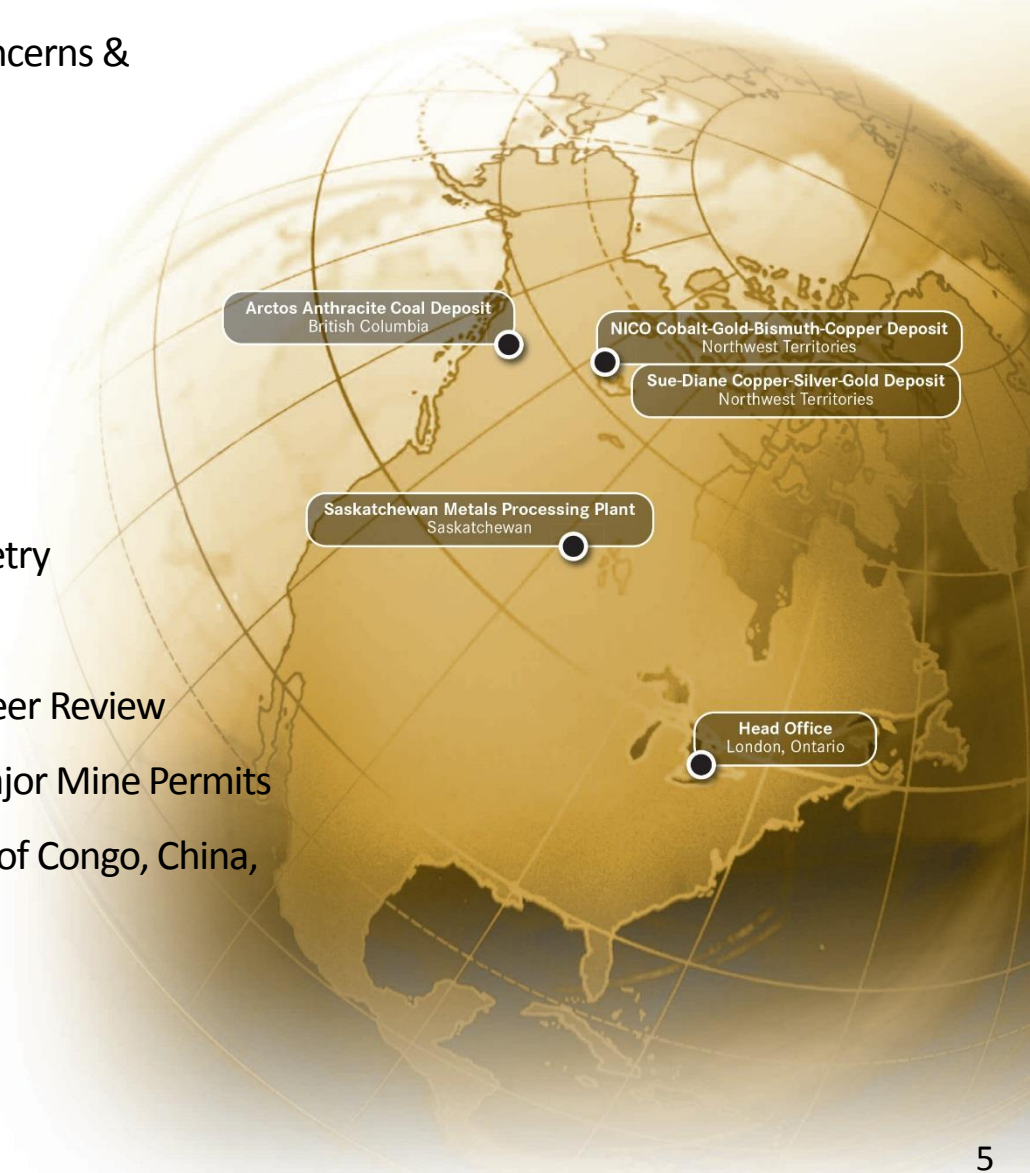 ncerns &
Arctos Anthracite Coal Deposit
British Columbia
NICO Cobalt-Gold-Bismuth-Copper Deposit
Northwest Territories
Sue-Diane Copper-Silver-Gold Deposit
Northwest Territories
Saskatchewan Metals Processing Plant
Saskatchewan
etry
eer Review
Head Office
London, Ontario
jor Mine Permits
of Congo, China,
5